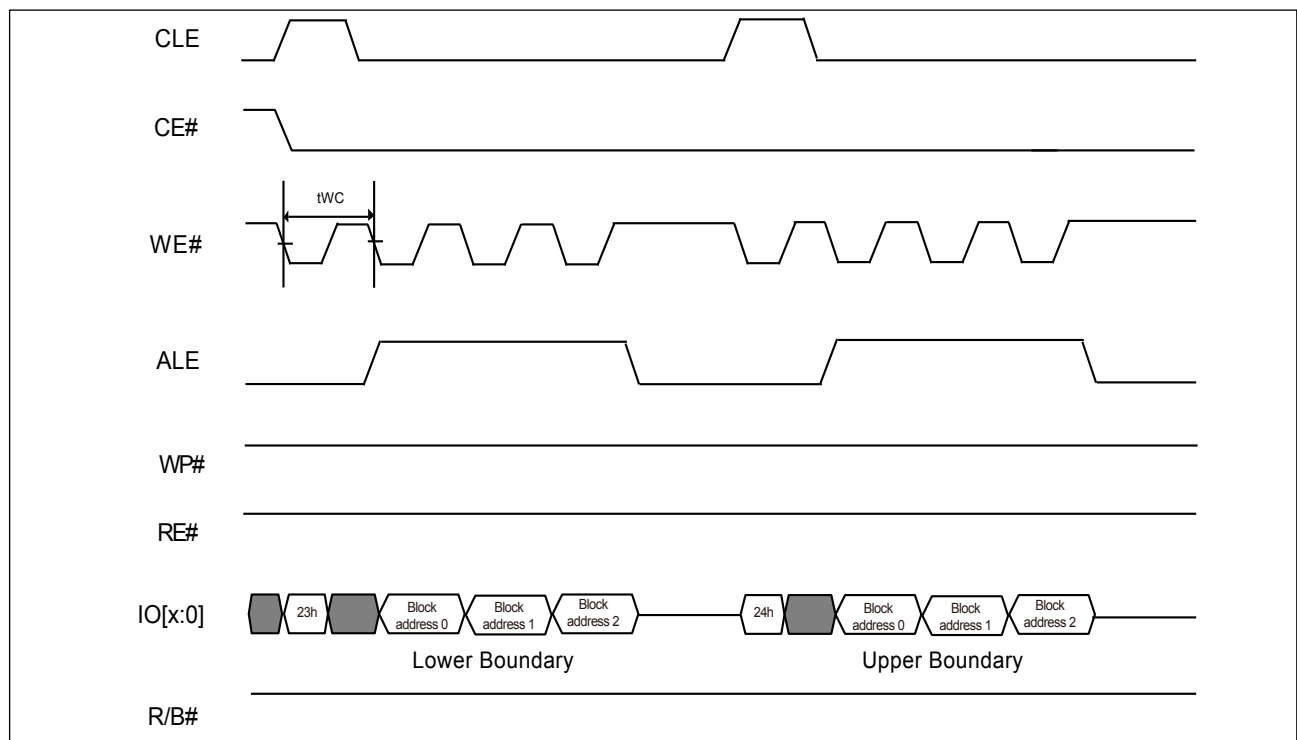 CLE
CE#
tWC
WE#
ALE
WP#
RE#
IO[x:0]
23h
Block
address 0
Block
address 1
Block
address 2
24h
Block
address 0
Block
address 1
Block
address 2
Lower Boundary
Upper Boundary
R/B#